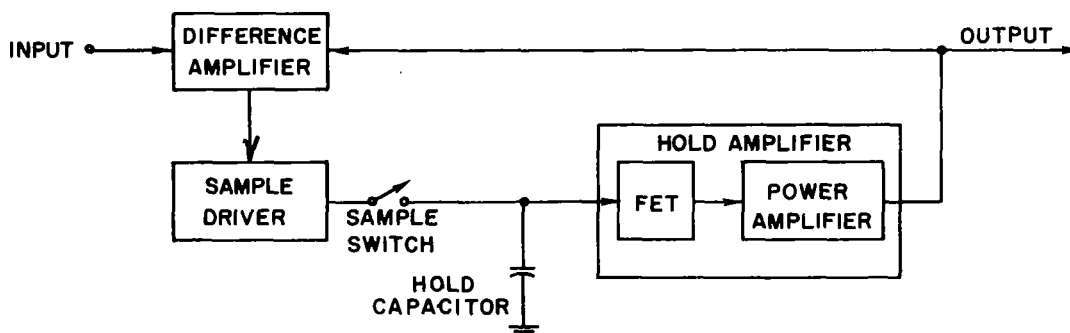 INPUT
DIFFERENCE
AMPLIFIER
OUTPUT
SAMPLE
DRIVER
SAMPLE
SWITCH
HOLD
CAPACITOR
HOLD AMPLIFIER
FET
POWER
AMPLIFIER